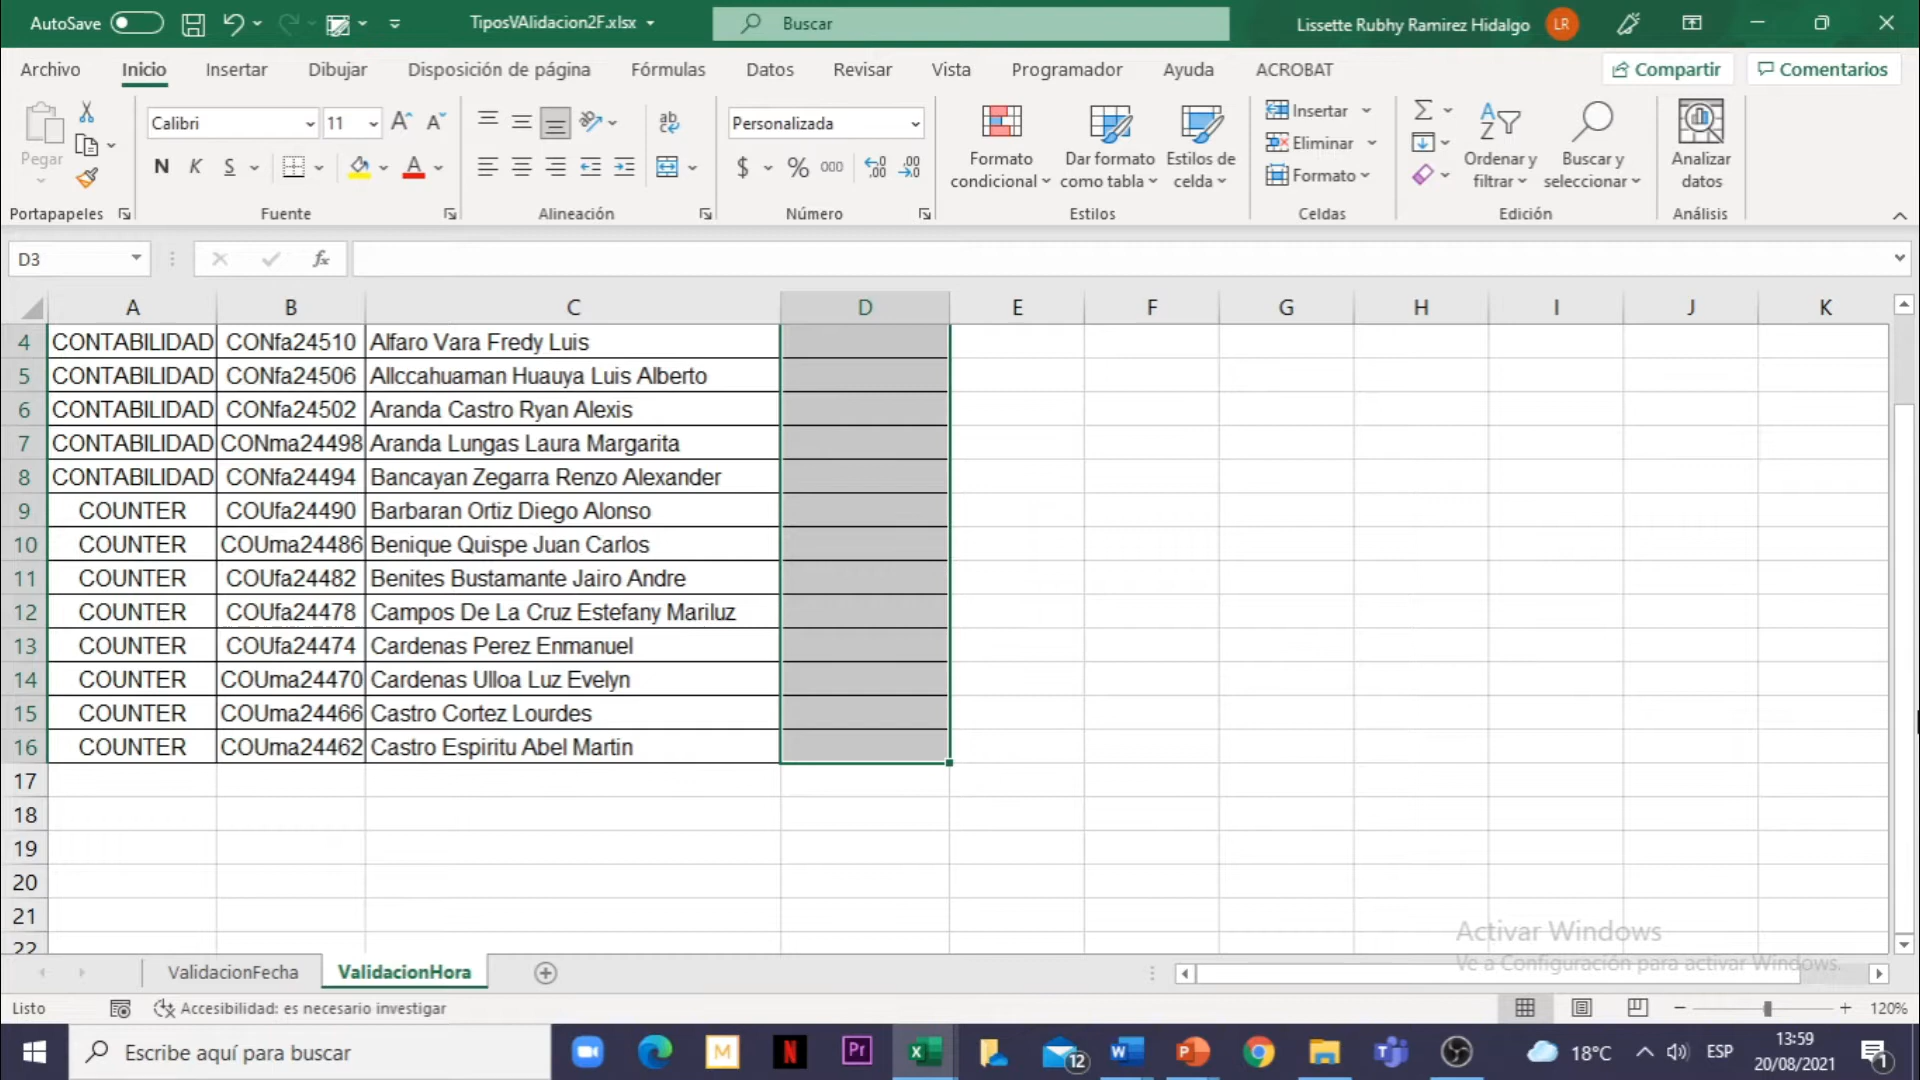 AutoSave
TiposVAlidacion2F.xlsx
Buscar
Lissette Rubhy Ramirez Hidalgo
LR
Archivo Inicio Insertar Dibujar Disposición de página Fórmulas Datos Revisar Vista Programador Ayuda ACROBAT
Compartir
Comentarios
Pegar
Portapapeles
Calibri 11
N K S
Fuente
ab
Alineación
Personalizada
$ % 000
Número
Formato condicional
Dar formato como tabla
Estilos de celda
Estilos
Insertar
Eliminar
Formato
Celdas
Ordenar y filtrar
Buscar y seleccionar
Edición
Analizar datos
Análisis
D3
fx
A B C D E F G H I J K
4 CONTABILIDAD CONfa24510 Alfaro Vara Fredy Luis
5 CONTABILIDAD CONfa24506 Allccahuaman Huauya Luis Alberto
6 CONTABILIDAD CONfa24502 Aranda Castro Ryan Alexis
7 CONTABILIDAD CONma24498 Aranda Lungas Laura Margarita
8 CONTABILIDAD CONfa24494 Bancayan Zegarra Renzo Alexander
9 COUNTER COUfa24490 Barbaran Ortiz Diego Alonso
10 COUNTER COUma24486 Benique Quispe Juan Carlos
11 COUNTER COUfa24482 Benites Bustamante Jairo Andre
12 COUNTER COUfa24478 Campos De La Cruz Estefany Mariluz
13 COUNTER COUfa24474 Cardenas Perez Enmanuel
14 COUNTER COUma24470 Cardenas Ulloa Luz Evelyn
15 COUNTER COUma24466 Castro Cortez Lourdes
16 COUNTER COUma24462 Castro Espiritu Abel Martin
17
18
19
20
21
22
Activar Windows
Ve a Configuración para activar Windows.
ValidacionFecha ValidacionHora
Listo
Accesibilidad: es necesario investigar
120%
Escribe aquí para buscar
M
N
Pr
12
18°C
ESP
13:59
20/08/2021
1